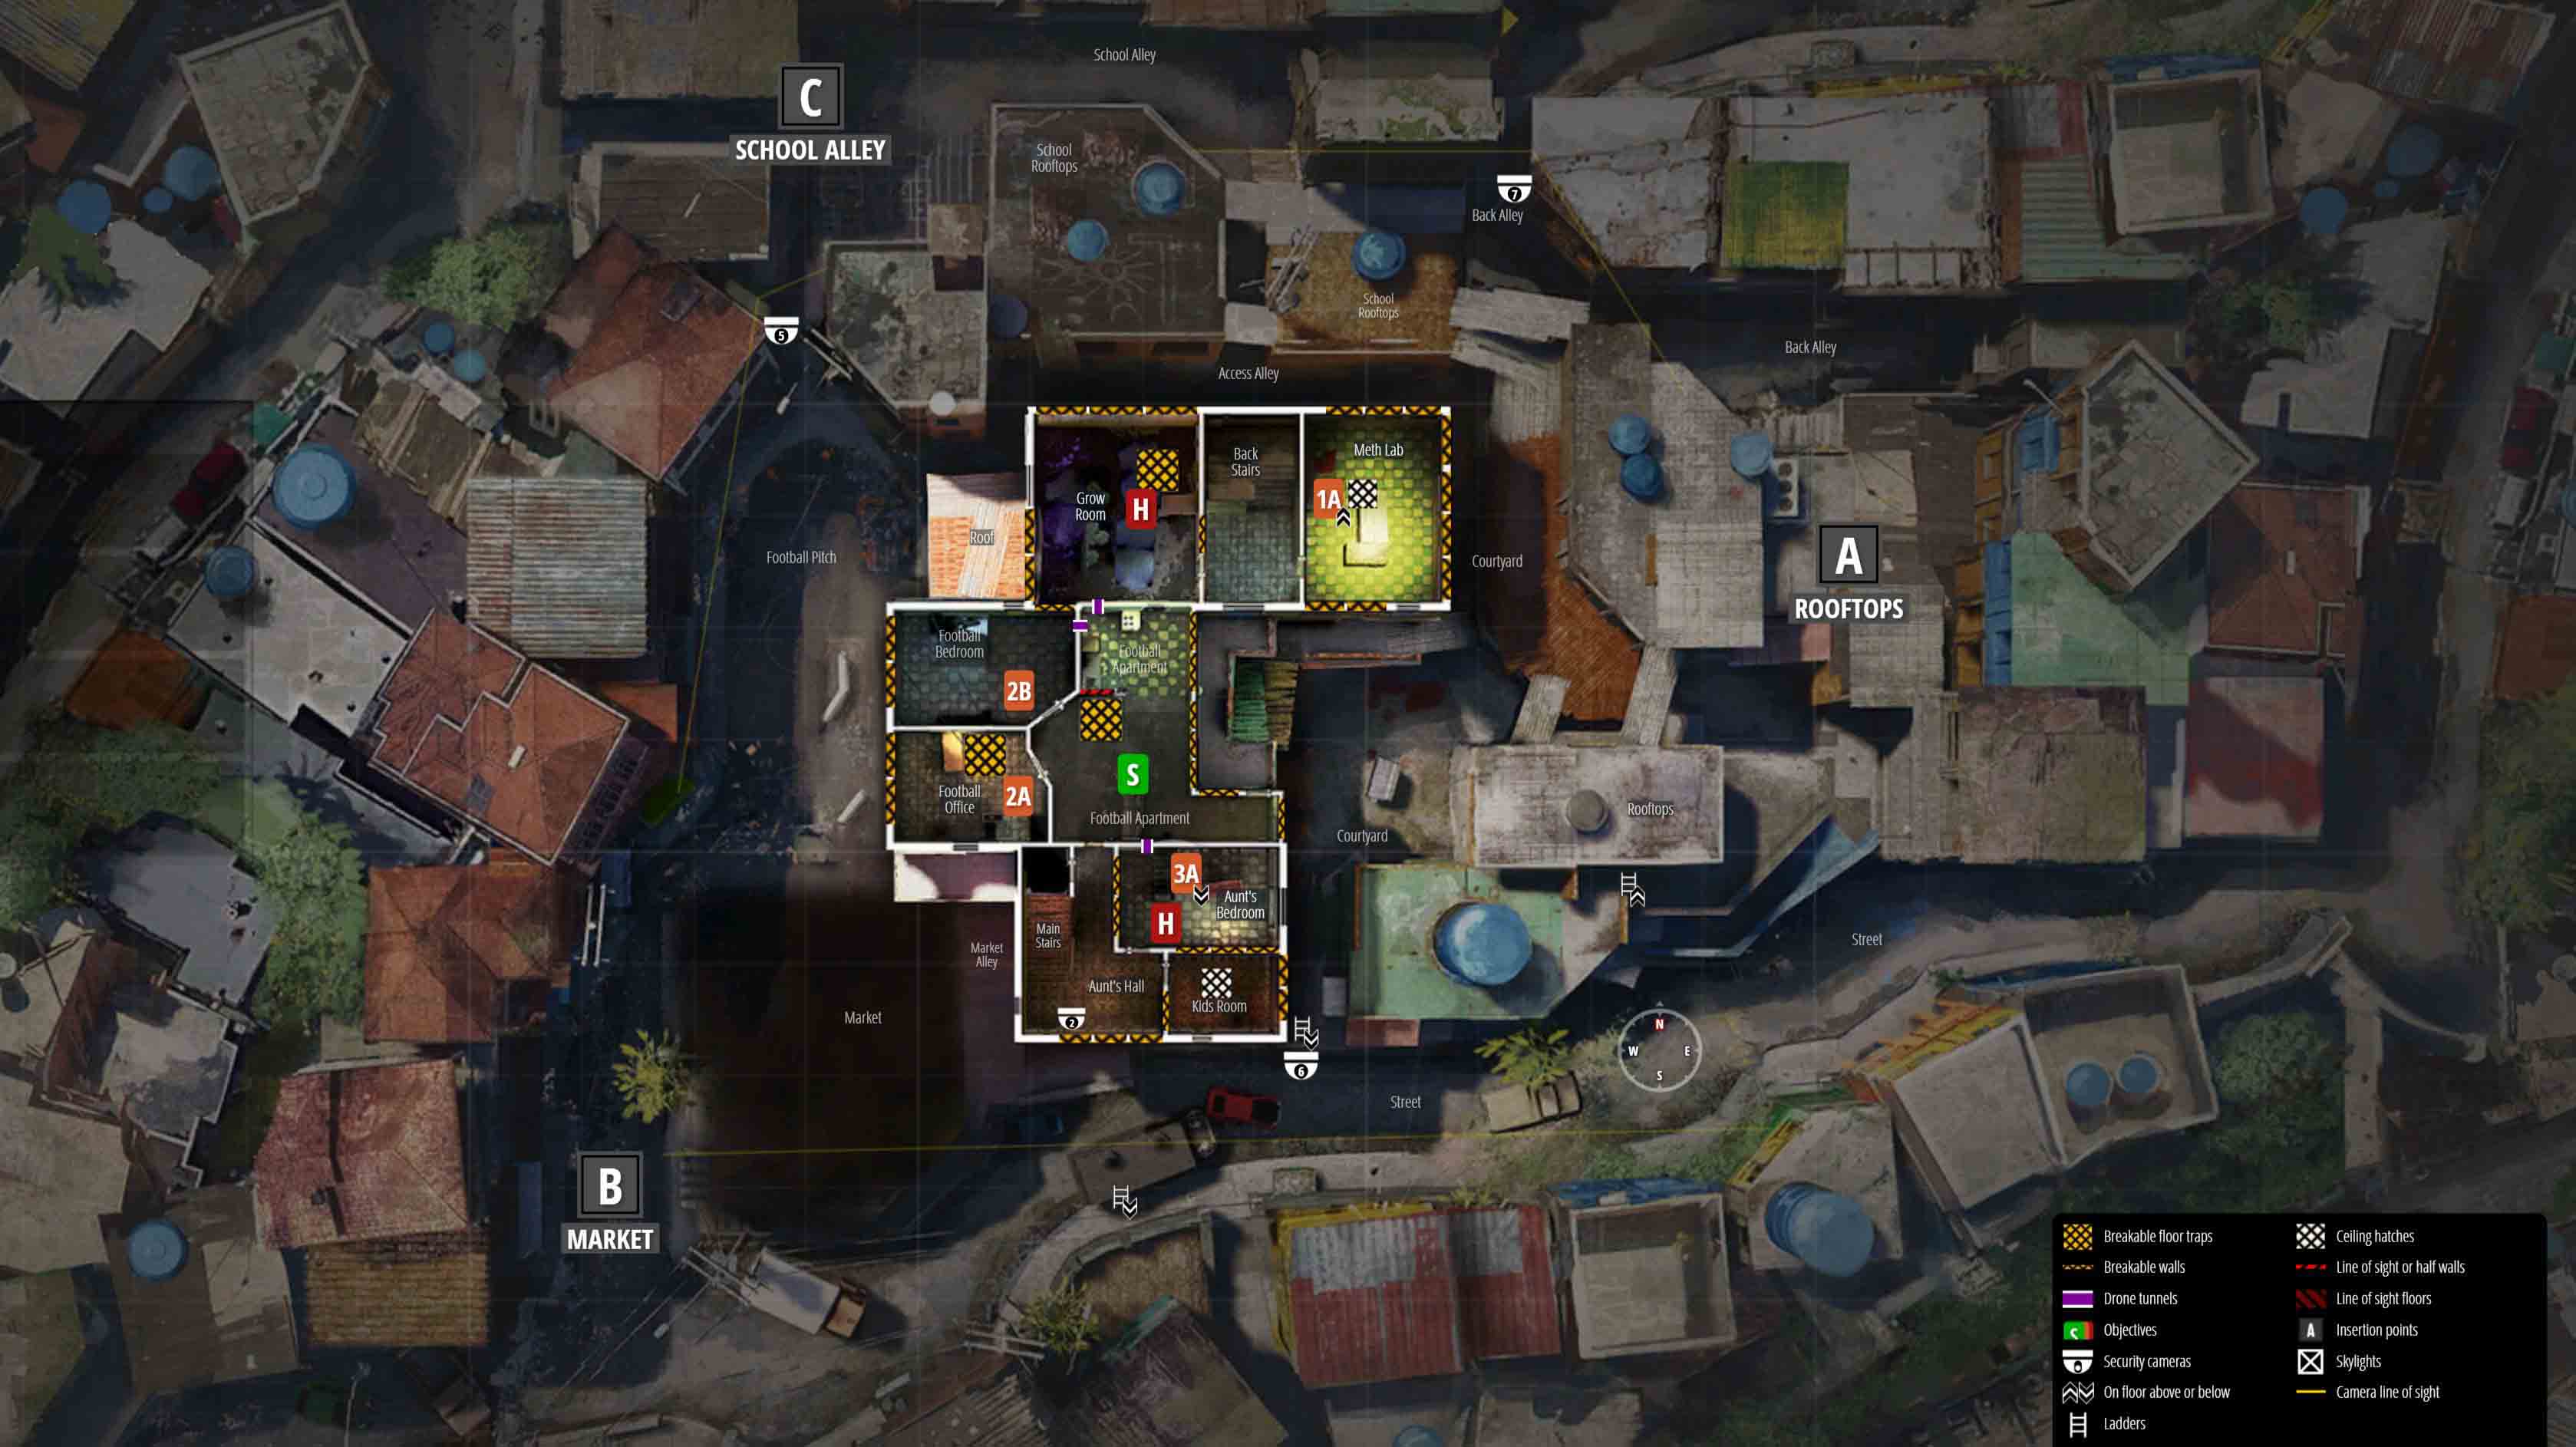 School Alley
C
SCHOOL ALLEY
School
Rooftops
7
Back Alley
School
Rooftops
5
Back Alley
Access Alley
Grow
Room
H
Back
Stairs
Meth Lab
1A
Roof
Football Pitch
Courtyard
A
ROOFTOPS
Football
Bedroom
2B
Football
Apartment
S
Football
Office
2A
Football Apartment
Rooftops
Courtyard
3A
Aunt's
Bedroom
H
Main
Stairs
Market
Alley
Street
Aunt's Hall
Kids Room
2
Market
6
N
W
E
S
Street
B
MARKET
Breakable floor traps
Breakable walls
Drone tunnels
Objectives
Security cameras
On floor above or below
Ladders
Ceiling hatches
Line of sight or half walls
Line of sight floors
A
Insertion points
Skylights
Camera line of sight